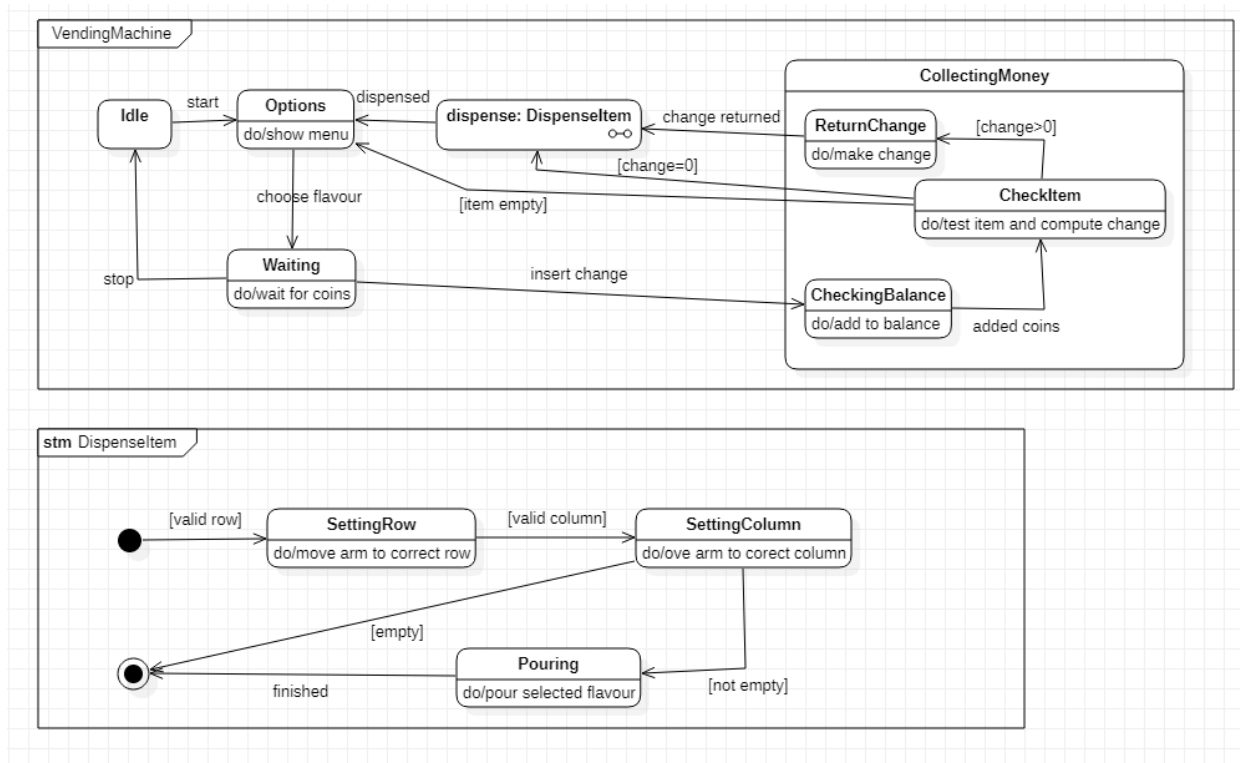 VendingMachine
CollectingMoney
Idle
start
Options
do/show menu
dispensed
dispense: DispenseItem
change returned
ReturnChange
do/make change
[change>0]
[change=0]
CheckItem
do/test item and compute change
[item empty]
choose flavour
stop
Waiting
do/wait for coins
insert change
CheckingBalance
do/add to balance
added coins
stm DispenseItem
[valid row]
SettingRow
do/move arm to correct row
[valid column]
SettingColumn
do/ove arm to corect column
[empty]
Pouring
do/pour selected flavour
[not empty]
finished